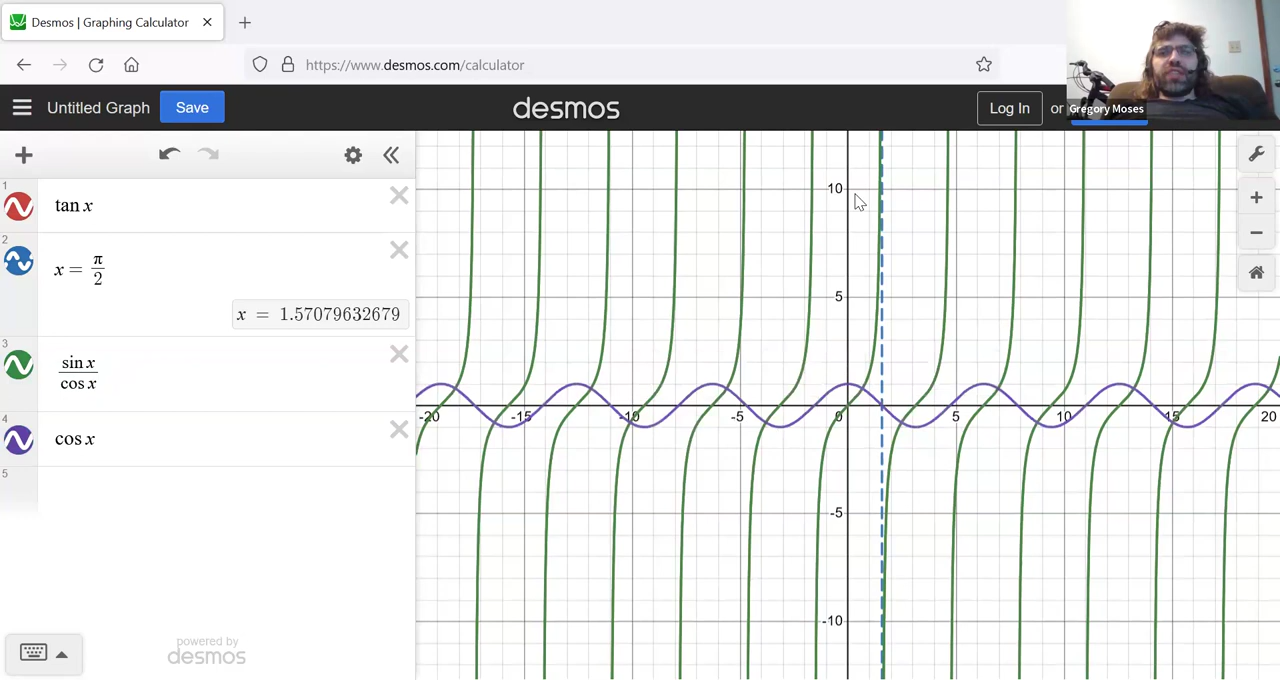 Desmos | Graphing Calculator
https://www.desmos.com/calculator
Untitled Graph
Save
desmos
Log In
or
Gregory Moses
1
tan x
2
x = π/2
x = 1.57079632679
3
sin x
cos x
4
cos x
5
powered by
desmos
10
5
-20
-15
-10
-5
0
5
10
15
20
-5
-10